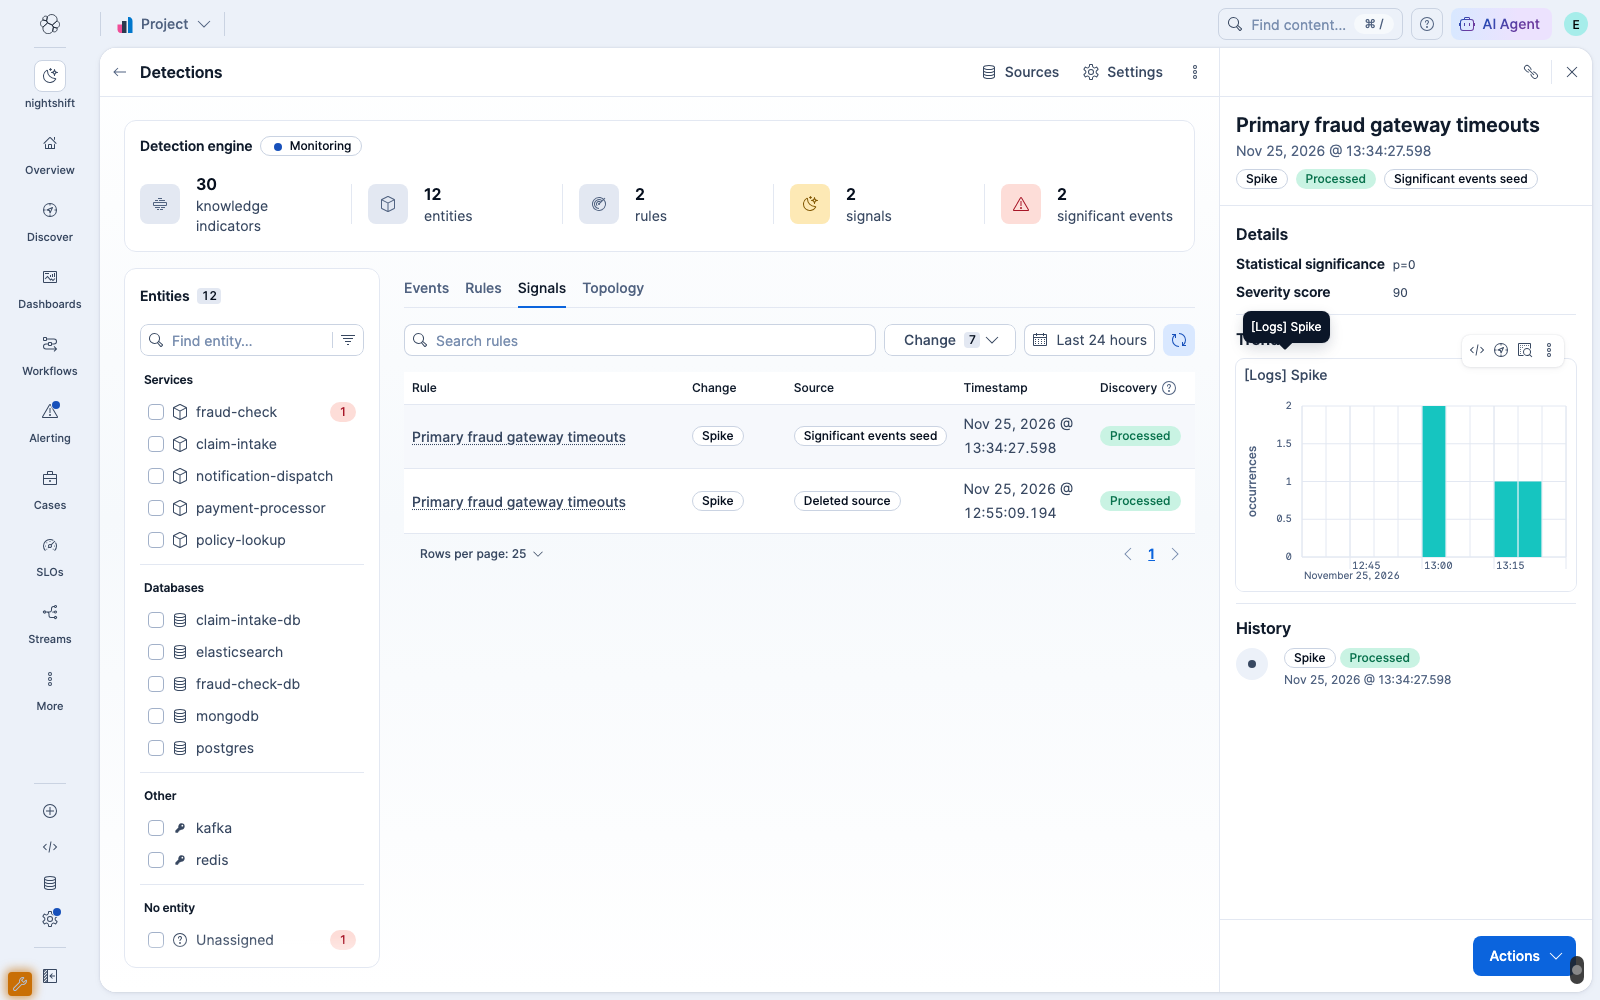 Project
Find content...
⌘ /
AI Agent
E
nightshift
Overview
Discover
Dashboards
Workflows
Alerting
Cases
SLOs
Streams
More
Detections
Sources
Settings
Detection engine
Monitoring
30
knowledge
indicators
12
entities
2
rules
2
signals
2
significant events
Entities 12
Find entity...
Services
fraud-check 1
claim-intake
notification-dispatch
payment-processor
policy-lookup
Databases
claim-intake-db
elasticsearch
fraud-check-db
mongodb
postgres
Other
kafka
redis
No entity
Unassigned 1
Events Rules Signals Topology
Search rules
Change 7
Last 24 hours
Rule Change Source Timestamp Discovery
Primary fraud gateway timeouts Spike Significant events seed Nov 25, 2026 @
13:34:27.598 Processed
Primary fraud gateway timeouts Spike Deleted source Nov 25, 2026 @
12:55:09.194 Processed
Rows per page: 25
1
Primary fraud gateway timeouts
Nov 25, 2026 @ 13:34:27.598
Spike Processed Significant events seed
Details
Statistical significance p=0
Severity score 90
[Logs] Spike
[Logs] Spike
occurrences
2
1.5
1
0.5
0
12:45 13:00 13:15
November 25, 2026
History
Spike Processed
Nov 25, 2026 @ 13:34:27.598
Actions